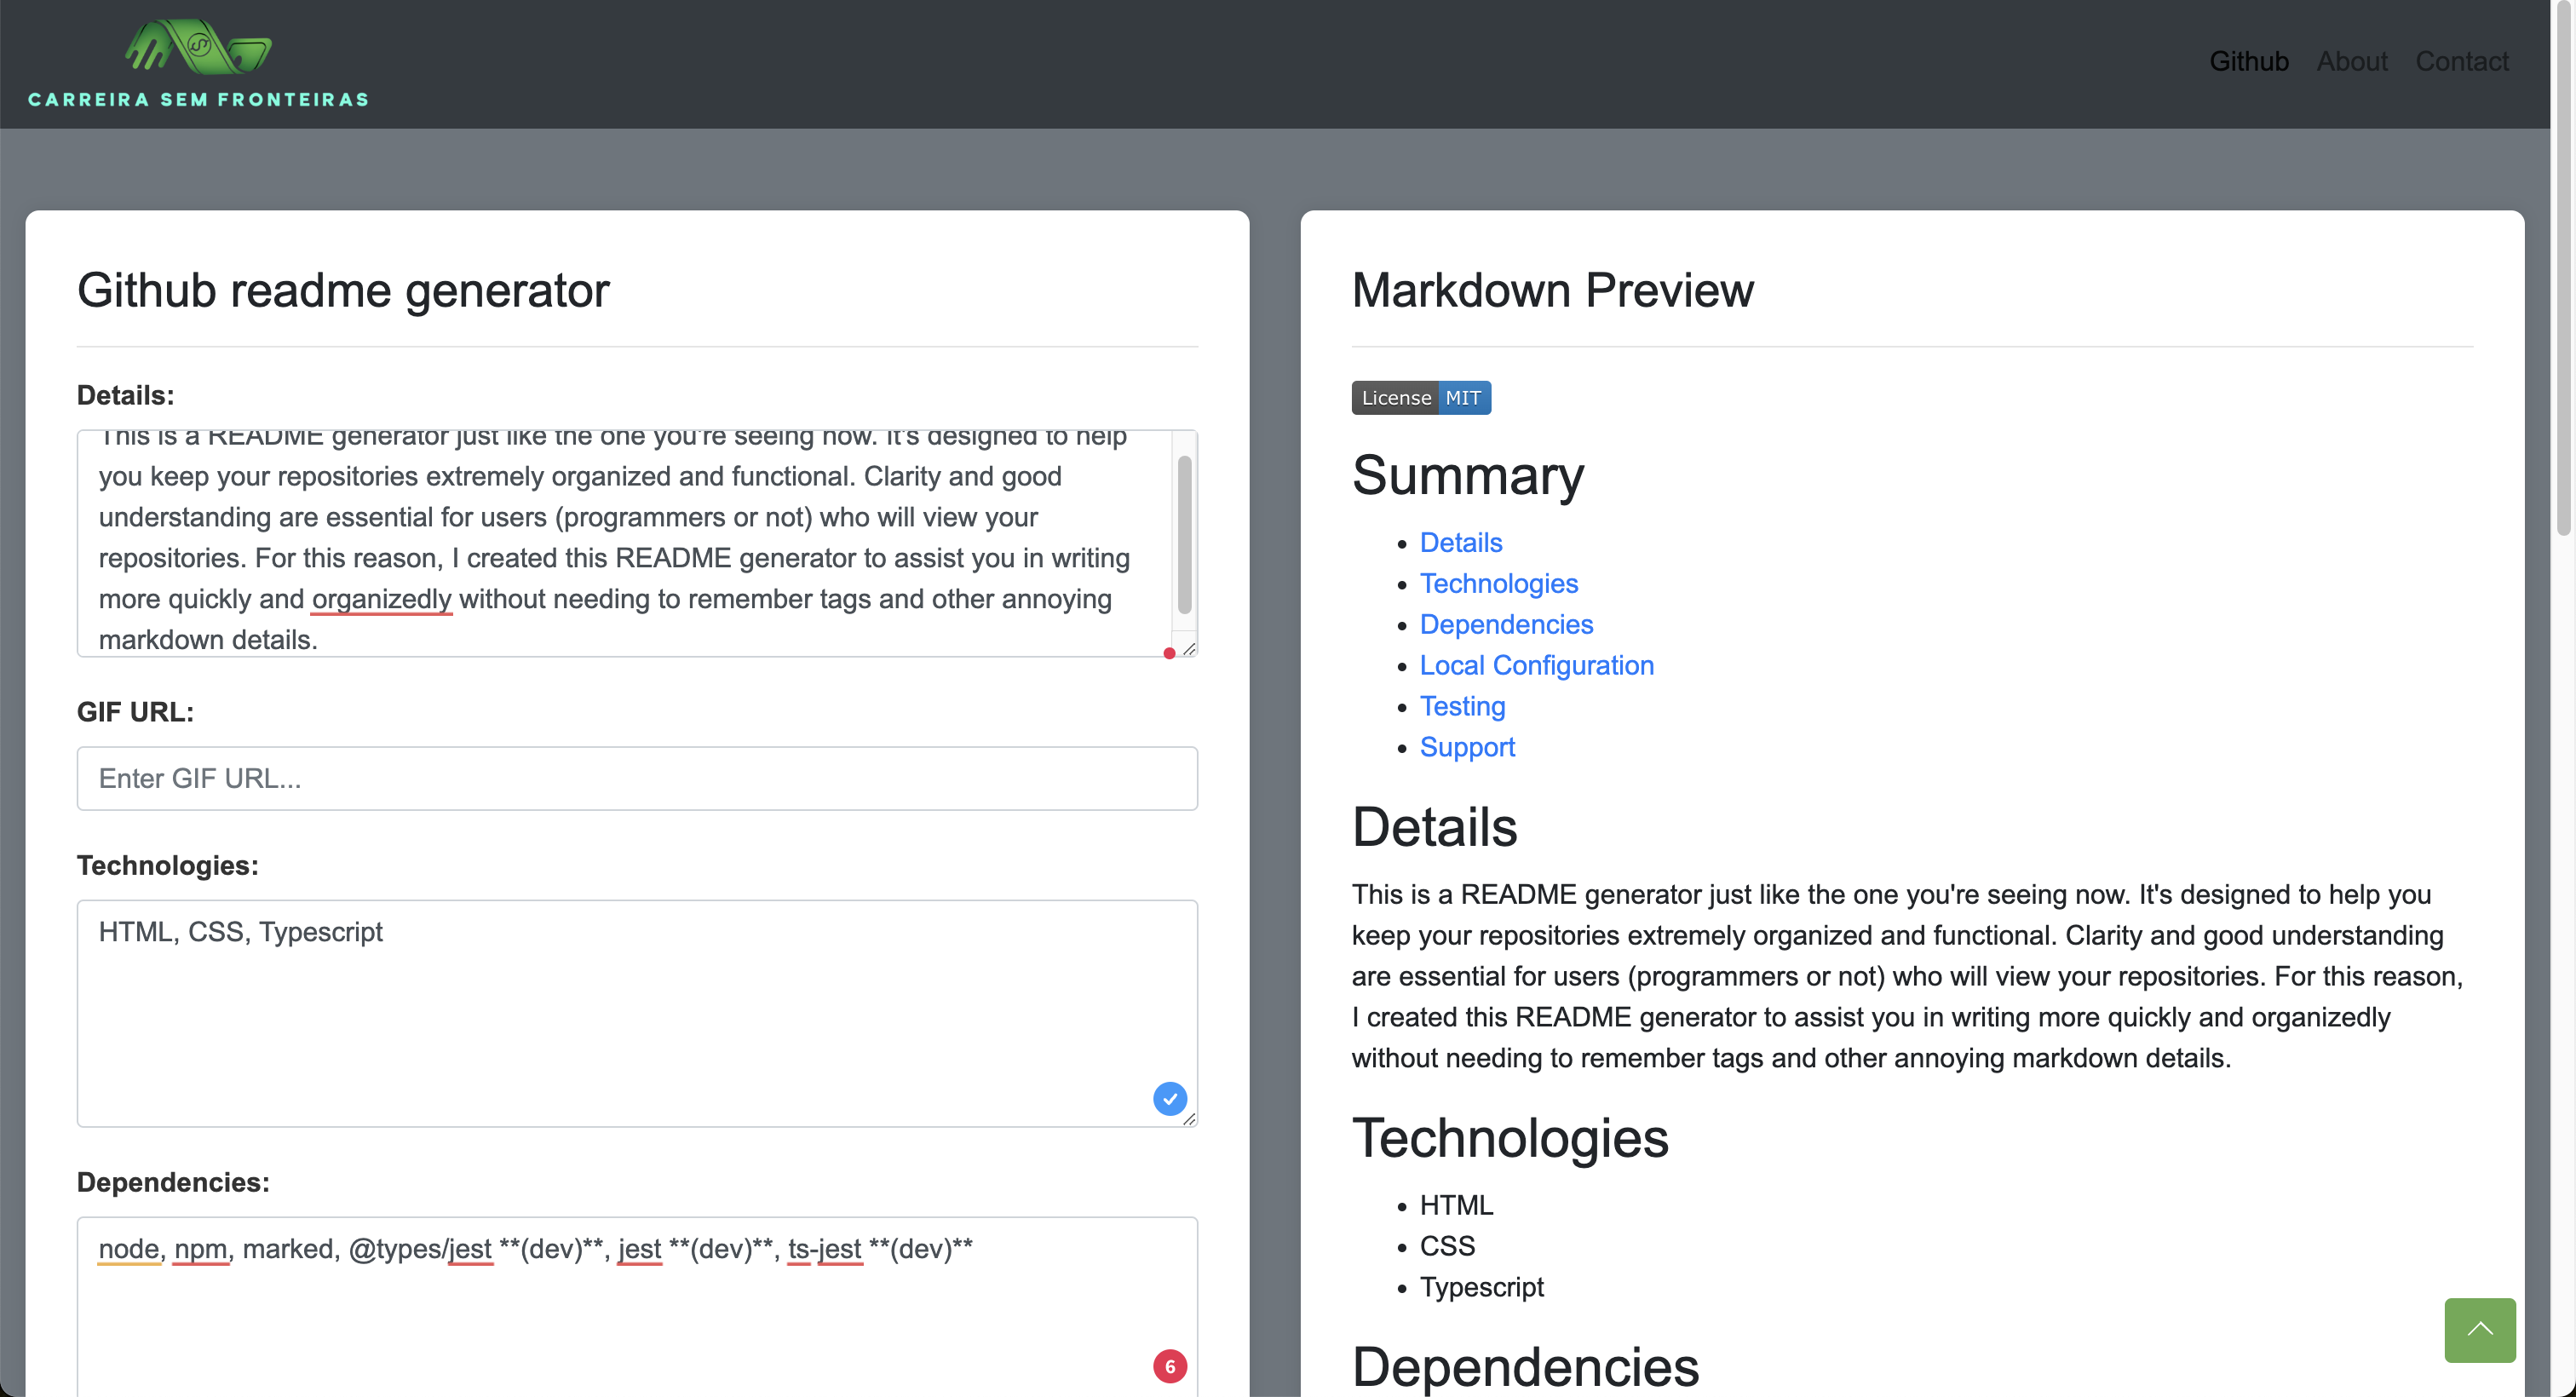 CARREIRA SEM FRONTEIRAS
Github About Contact
Github readme generator
Details:
This is a README generator just like the one you're seeing now. It's designed to help
you keep your repositories extremely organized and functional. Clarity and good
understanding are essential for users (programmers or not) who will view your
repositories. For this reason, I created this README generator to assist you in writing
more quickly and organizedly without needing to remember tags and other annoying
markdown details.
GIF URL:
Enter GIF URL...
Technologies:
HTML, CSS, Typescript
Dependencies:
node, npm, marked, @types/jest **(dev)**, jest **(dev)**, ts-jest **(dev)**
6
Markdown Preview
License MIT
Summary
Details
Technologies
Dependencies
Local Configuration
Testing
Support
Details
This is a README generator just like the one you're seeing now. It's designed to help you
keep your repositories extremely organized and functional. Clarity and good understanding
are essential for users (programmers or not) who will view your repositories. For this reason,
I created this README generator to assist you in writing more quickly and organizedly
without needing to remember tags and other annoying markdown details.
Technologies
HTML
CSS
Typescript
Dependencies